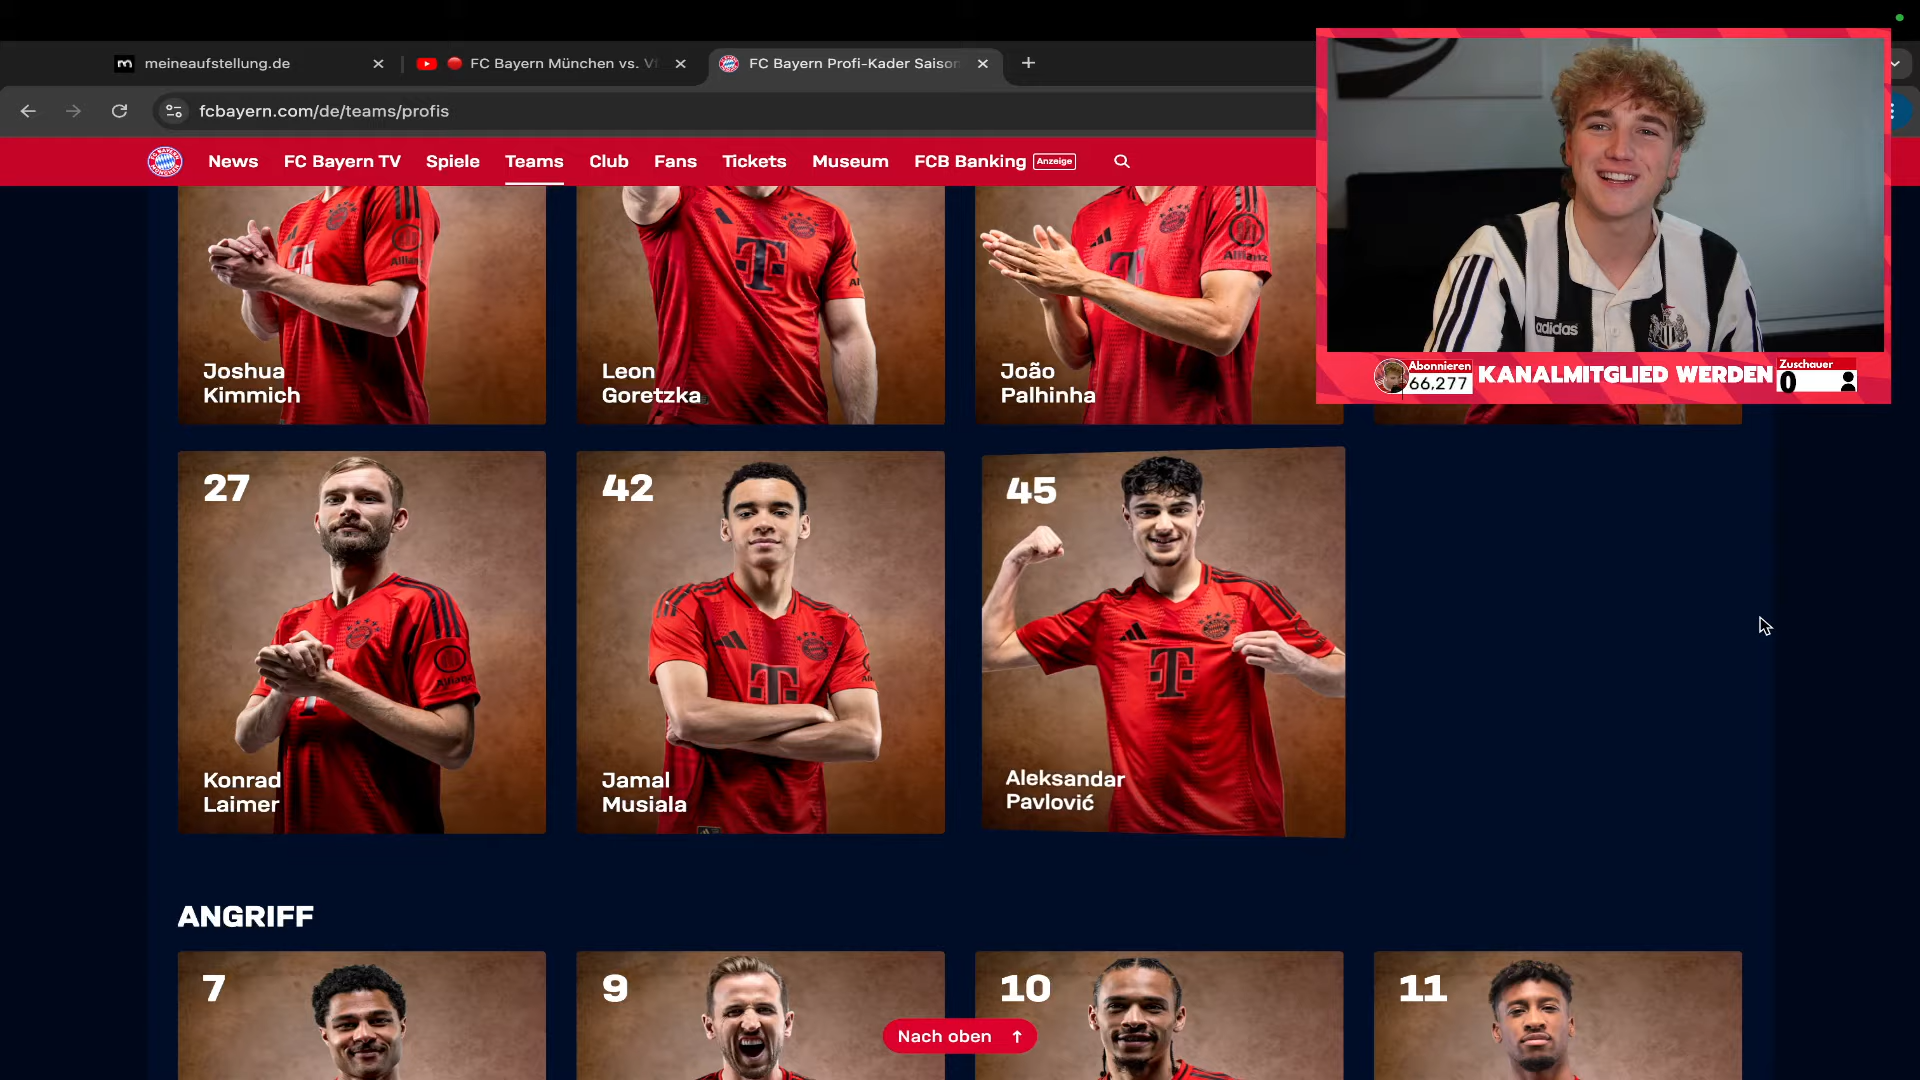 meineaufstellung.de
FC Bayern München vs. Vf
FC Bayern Profi-Kader Saison
fcbayern.com/de/teams/profis
News
FC Bayern TV
Spiele
Teams
Club
Fans
Tickets
Museum
FCB Banking
Anzeige
adidas
Abonnieren
66,277
KANALMITGLIED WERDEN
Zuschauer
0
T
Allianz
Joshua
Kimmich
Leon
Goretzka
João
Palhinha
27
Konrad
Laimer
42
T
Jamal
Musiala
45
T
Aleksandar
Pavlović
ANGRIFF
7
9
10
11
Nach oben